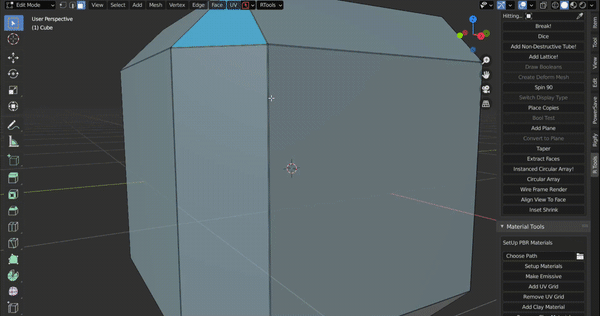 Edit Mode
View
Select
Add
Mesh
Vertex
Edge
Face
UV
RTools
User Perspective
(1) Cube
Hitting...
Break!
Dice
Add Non-Destructive Tube!
Add Lattice!
Draw Booleans
Create Deform Mesh
Spin 90
Switch Display Type
Place Copies
Bool Test
Add Plane
Convert to Plane
Taper
Extract Faces
Instanced Circular Array!
Circular Array
Wire Frame Render
Align View To Face
Inset Shrink
Material Tools
SetUp PBR Materials
Choose Path
Setup Materials
Make Emissive
Add UV Grid
Remove UV Grid
Add Clay Material
Item
Tool
View
Edit
PowerSave
Rigify
R Tools